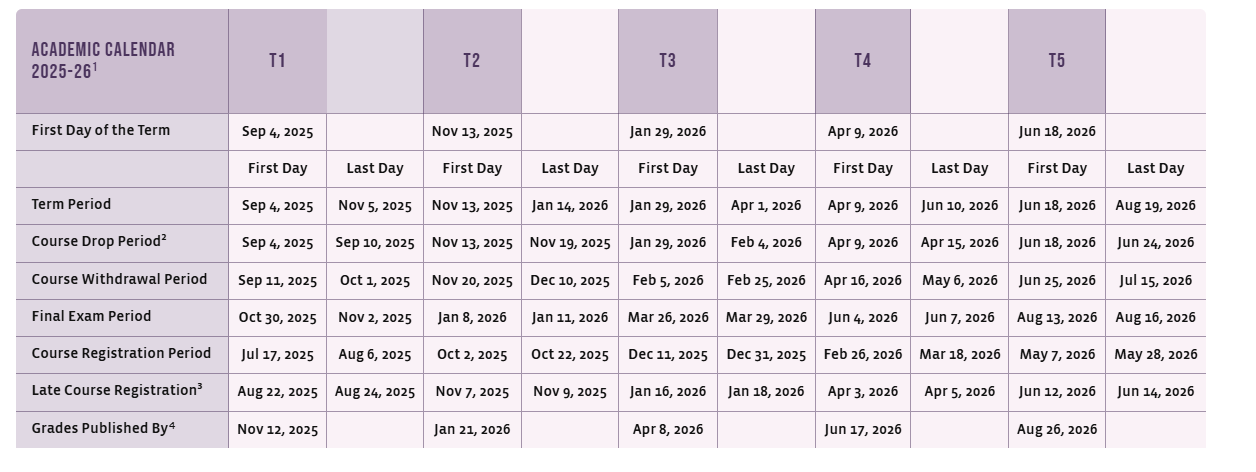 ACADEMIC CALENDAR 2025-26¹ T1 T2 T3 T4 T5
First Day of the Term Sep 4, 2025 Nov 13, 2025 Jan 29, 2026 Apr 9, 2026 Jun 18, 2026
First Day Last Day First Day Last Day First Day Last Day First Day Last Day First Day Last Day
Term Period Sep 4, 2025 Nov 5, 2025 Nov 13, 2025 Jan 14, 2026 Jan 29, 2026 Apr 1, 2026 Apr 9, 2026 Jun 10, 2026 Jun 18, 2026 Aug 19, 2026
Course Drop Period² Sep 4, 2025 Sep 10, 2025 Nov 13, 2025 Nov 19, 2025 Jan 29, 2026 Feb 4, 2026 Apr 9, 2026 Apr 15, 2026 Jun 18, 2026 Jun 24, 2026
Course Withdrawal Period Sep 11, 2025 Oct 1, 2025 Nov 20, 2025 Dec 10, 2025 Feb 5, 2026 Feb 25, 2026 Apr 16, 2026 May 6, 2026 Jun 25, 2026 Jul 15, 2026
Final Exam Period Oct 30, 2025 Nov 2, 2025 Jan 8, 2026 Jan 11, 2026 Mar 26, 2026 Mar 29, 2026 Jun 4, 2026 Jun 7, 2026 Aug 13, 2026 Aug 16, 2026
Course Registration Period Jul 17, 2025 Aug 6, 2025 Oct 2, 2025 Oct 22, 2025 Dec 11, 2025 Dec 31, 2025 Feb 26, 2026 Mar 18, 2026 May 7, 2026 May 28, 2026
Late Course Registration³ Aug 22, 2025 Aug 24, 2025 Nov 7, 2025 Nov 9, 2025 Jan 16, 2026 Jan 18, 2026 Apr 3, 2026 Apr 5, 2026 Jun 12, 2026 Jun 14, 2026
Grades Published By⁴ Nov 12, 2025 Jan 21, 2026 Apr 8, 2026 Jun 17, 2026 Aug 26, 2026